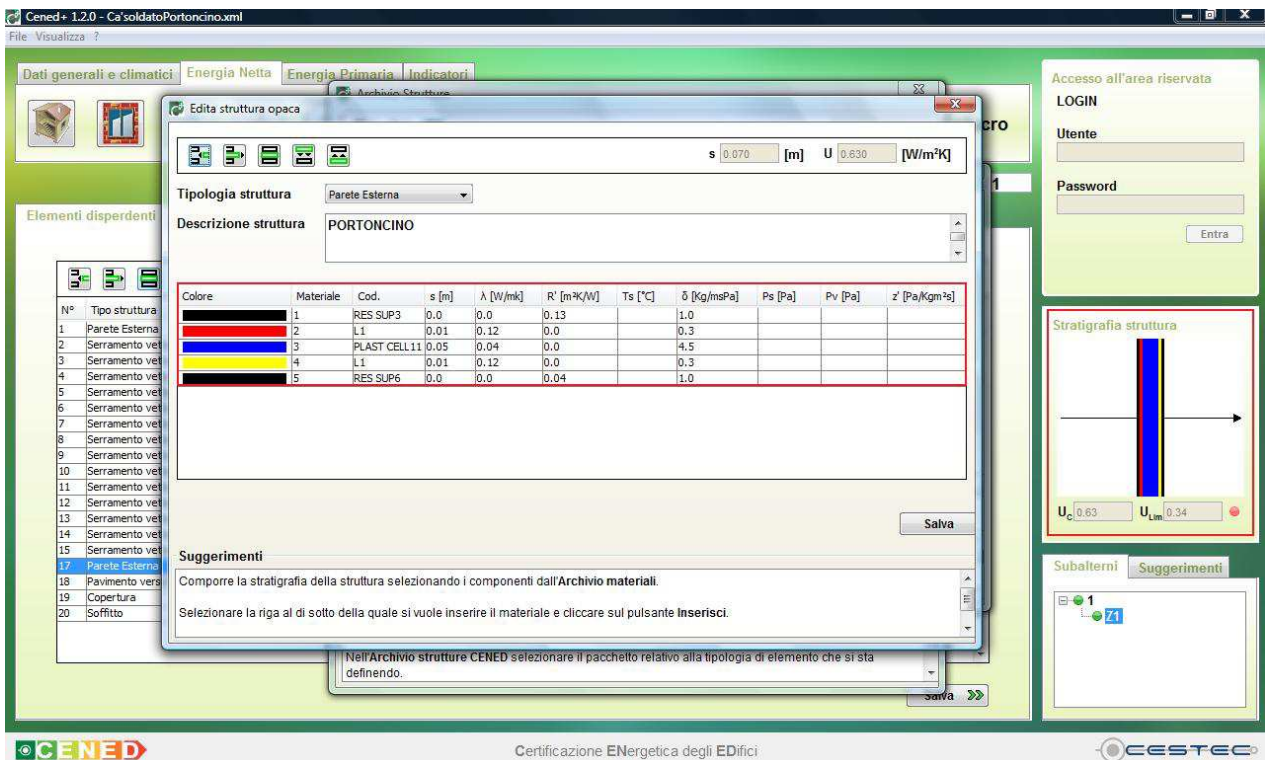 Cened+ 1.2.0 - Ca'soldatoPortoncino.xml
File Visualizza ?
Dati generali e climatici Energia Netta Energia Primaria Indicatori
Archivio Strutture
cro
1
Elementi disperdenti
N° Tipo struttura
1 Parete Esterna
2 Serramento vet
3 Serramento vet
4 Serramento vet
5 Serramento vet
6 Serramento vet
7 Serramento vet
8 Serramento vet
9 Serramento vet
10 Serramento vet
11 Serramento vet
12 Serramento vet
13 Serramento vet
14 Serramento vet
15 Serramento vet
17 Parete Esterna
18 Pavimento vers
19 Copertura
20 Soffitto
Edita struttura opaca
s 0.070 [m] U 0.630 [W/m²K]
Tipologia struttura Parete Esterna
Descrizione struttura PORTONCINO
Colore Materiale Cod. s [m] λ [W/mk] R' [m²K/W] Ts [°C] δ [Kg/msPa] Ps [Pa] Pv [Pa] z' [Pa/Kgm²s]
1 RES SUP3 0.0 0.0 0.13 1.0
2 L1 0.01 0.12 0.0 0.3
3 PLAST CELL11 0.05 0.04 0.0 4.5
4 L1 0.01 0.12 0.0 0.3
5 RES SUP6 0.0 0.0 0.04 1.0
Salva
Suggerimenti
Comporre la stratigrafia della struttura selezionando i componenti dall'Archivio materiali.
Selezionare la riga al di sotto della quale si vuole inserire il materiale e cliccare sul pulsante Inserisci.
Nell'Archivio strutture CENED selezionare il pacchetto relativo alla tipologia di elemento che si sta
definendo.
Salva
Accesso all'area riservata
LOGIN
Utente
Password
Entra
Stratigrafia struttura
Uc 0.63 ULim 0.34
Subalterni Suggerimenti
1
Z1
CENED
Certificazione ENergetica degli EDifici
CESTEC